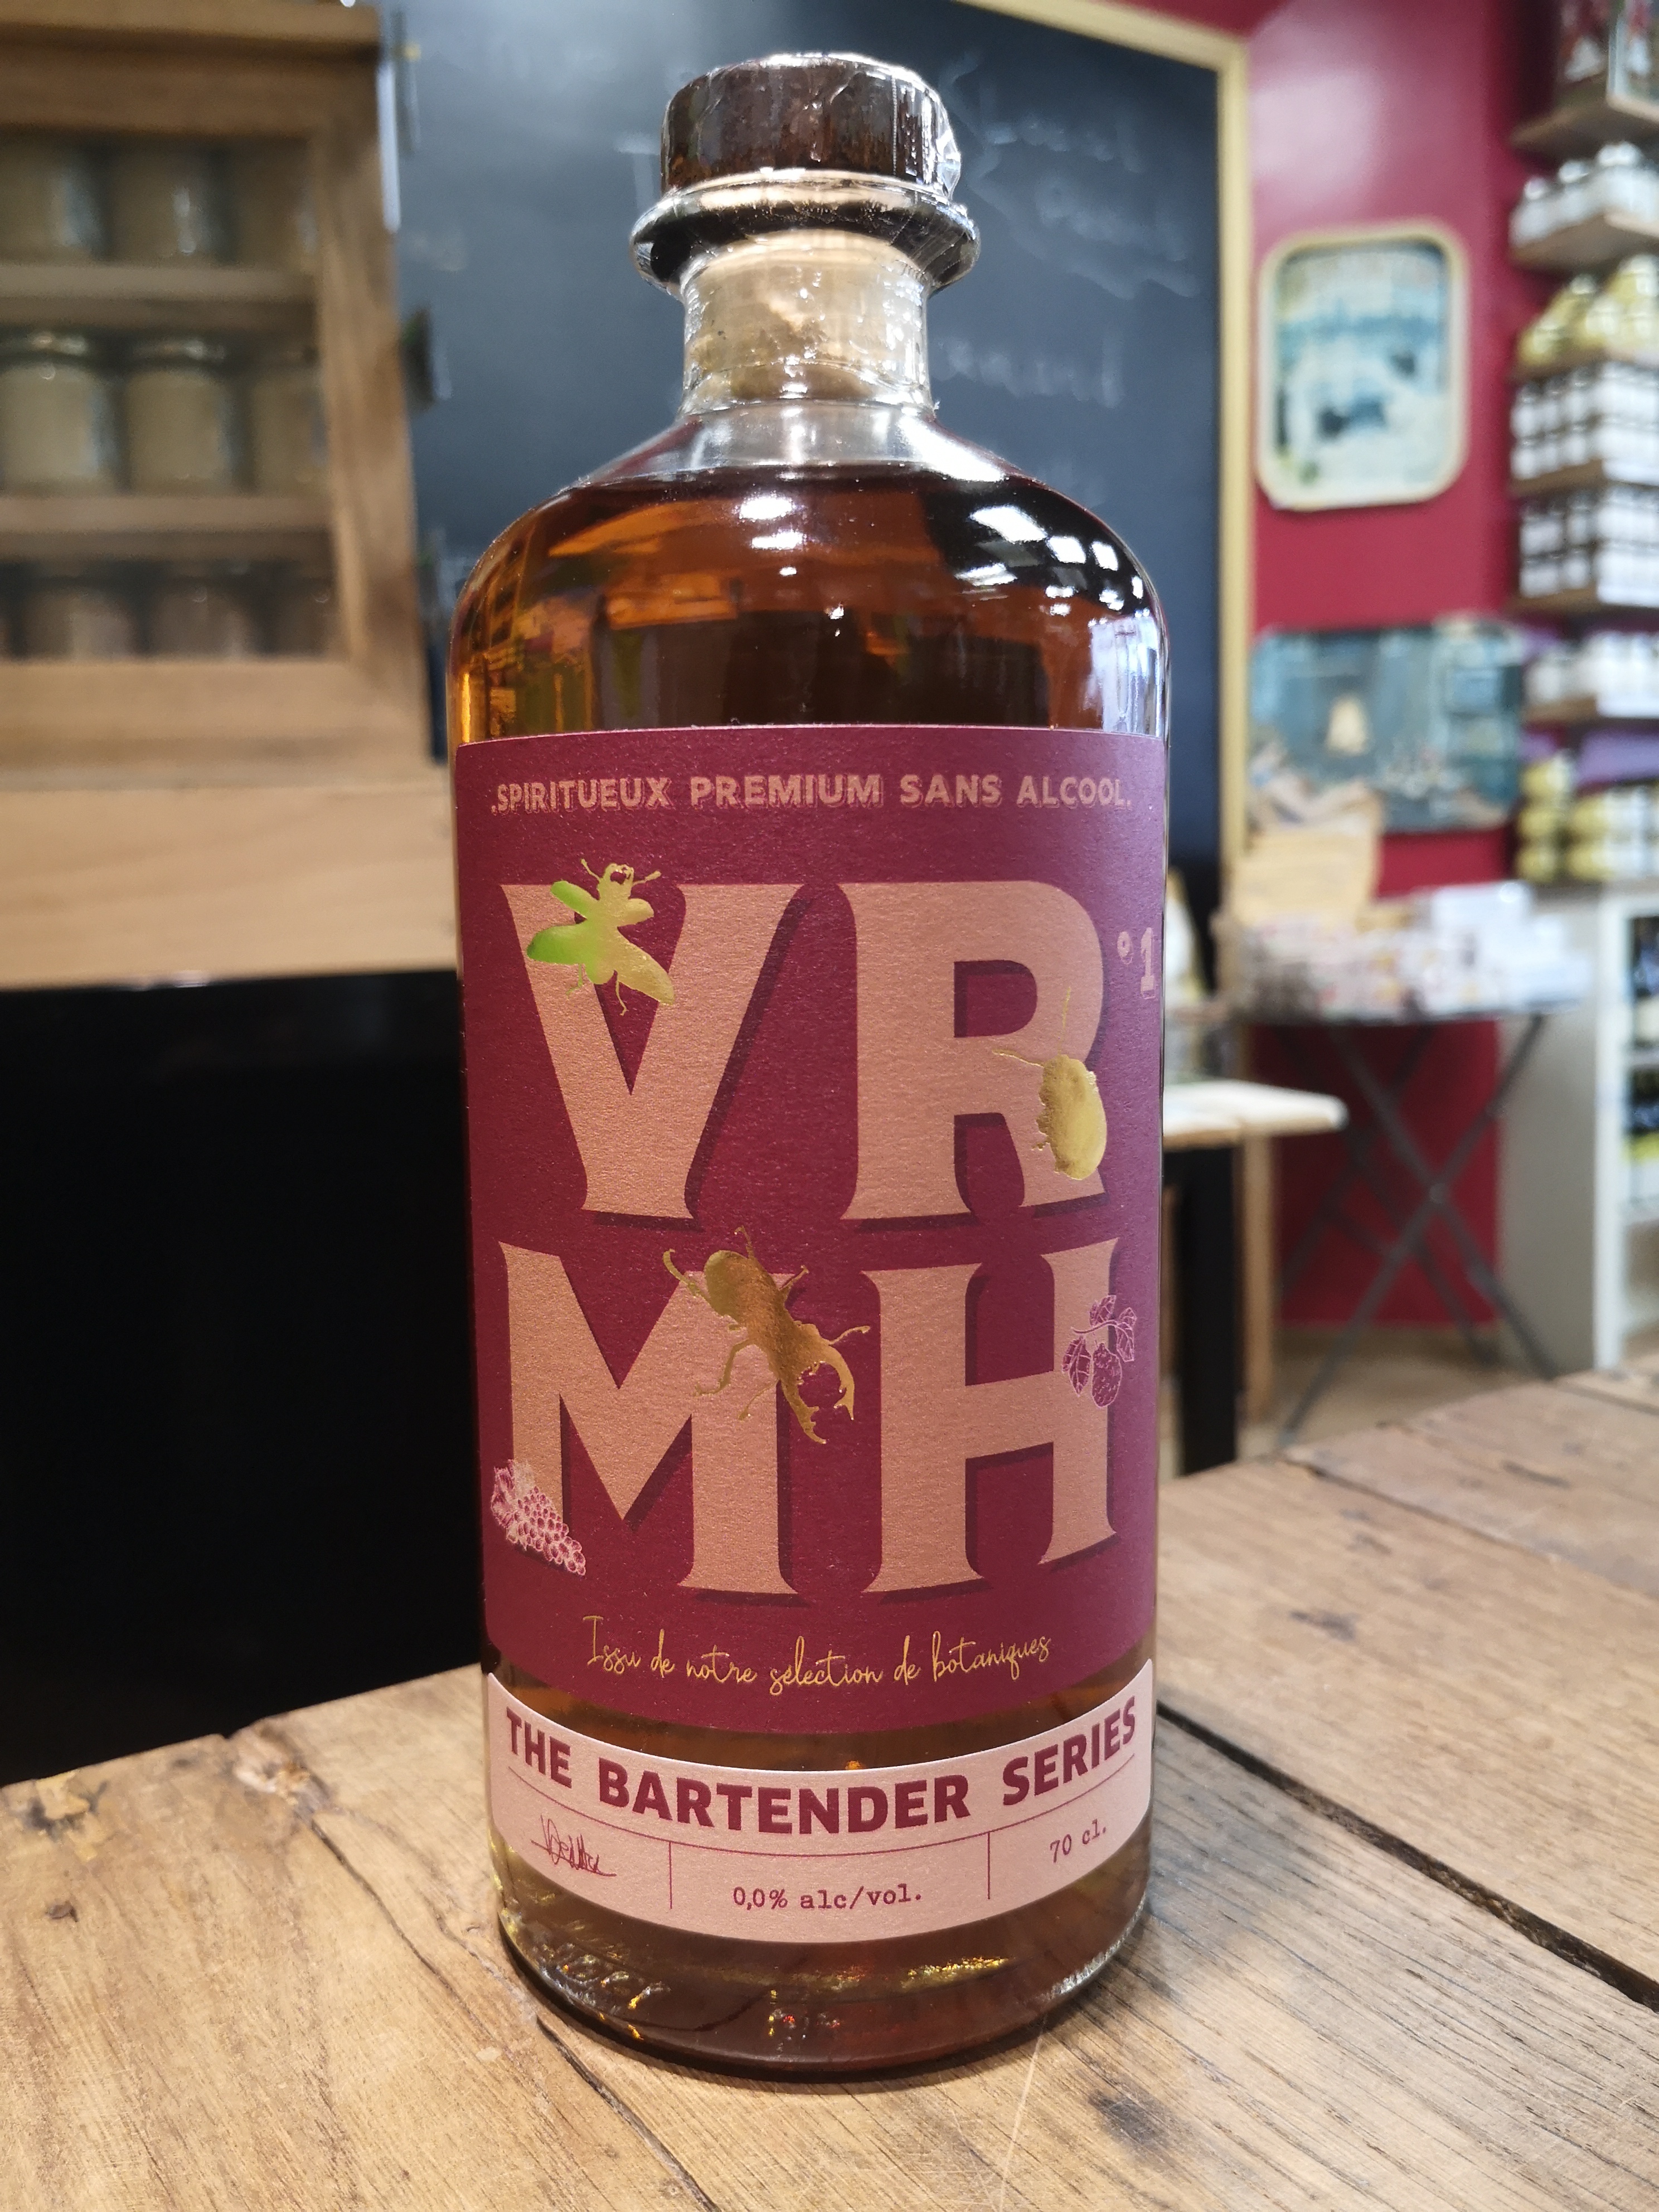 .SPIRITUEUX PREMIUM SANS ALCOOL.
VR °1
MH
Issu de notre sélection de botaniques
THE BARTENDER SERIES
0,0% alc/vol.
70 cl.